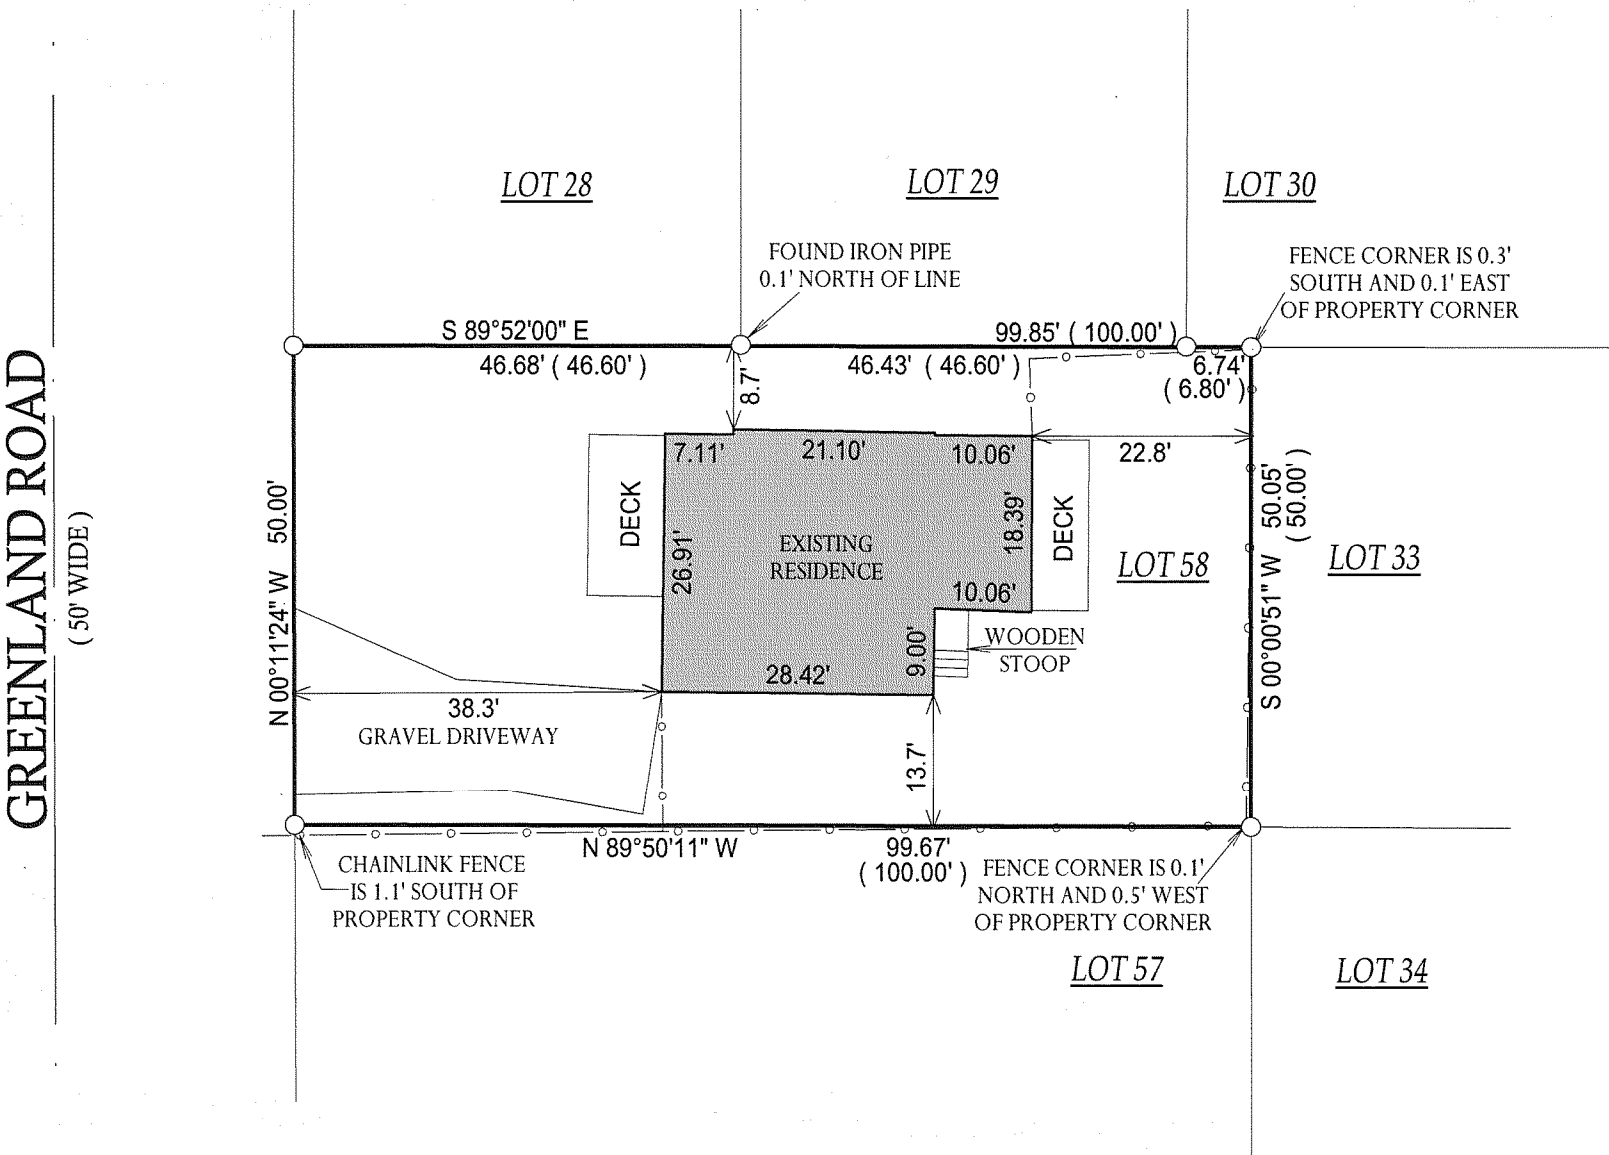 LOT 28
LOT 29
LOT 30
FOUND IRON PIPE
0.1' NORTH OF LINE
FENCE CORNER IS 0.3'
SOUTH AND 0.1' EAST
OF PROPERTY CORNER
S 89°52'00" E
99.85' ( 100.00' )
46.68' ( 46.60' )
46.43' ( 46.60' )
6.74'
( 6.80' )
8.7'
7.11'
21.10'
10.06'
22.8'
GREENLAND ROAD
( 50' WIDE )
N 00°11'24" W 50.00'
DECK
26.91'
EXISTING
RESIDENCE
18.39'
DECK
LOT 58
S 00°00'51" W 50.05'
( 50.00' )
LOT 33
10.06'
9.00'
WOODEN
STOOP
28.42'
38.3'
GRAVEL DRIVEWAY
13.7'
N 89°50'11" W
99.67'
( 100.00' )
CHAINLINK FENCE
IS 1.1' SOUTH OF
PROPERTY CORNER
FENCE CORNER IS 0.1'
NORTH AND 0.5' WEST
OF PROPERTY CORNER
LOT 57
LOT 34